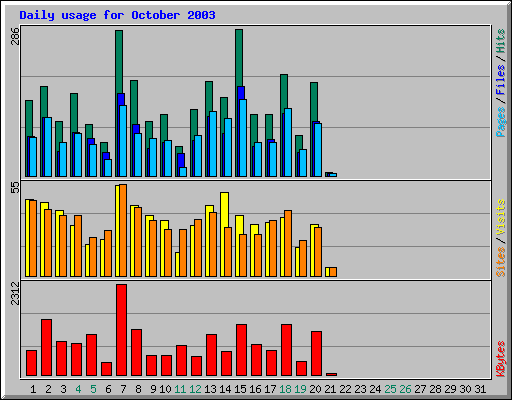 Daily usage for October 2003
286
Pages / Files / Hits
55
Sites / Visits
2312
KBytes
1 2 3 4 5 6 7 8 9 10 11 12 13 14 15 16 17 18 19 20 21 22 23 24 25 26 27 28 29 30 31